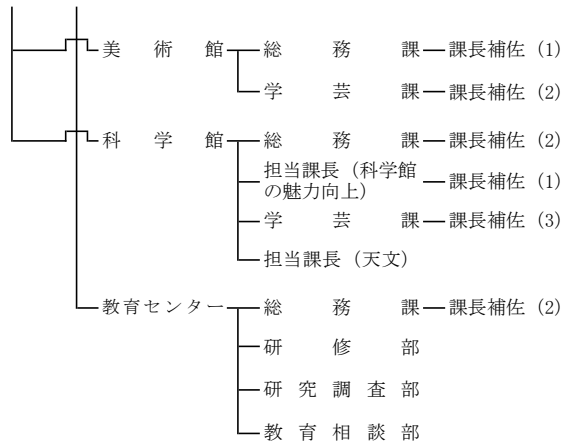 美術館 総務課 課長補佐（1）
学芸課 課長補佐（2）
科学館 総務課 課長補佐（2）
担当課長（科学館
の魅力向上） 課長補佐（1）
学芸課 課長補佐（3）
担当課長（天文）
教育センター 総務課 課長補佐（2）
研修部
研究調査部
教育相談部